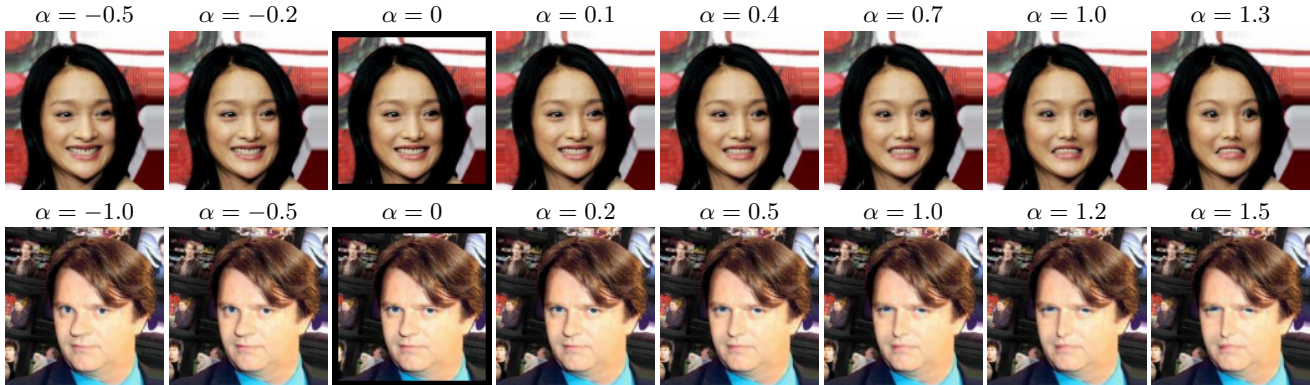 α = −0.5 α = −0.2 α = 0 α = 0.1 α = 0.4 α = 0.7 α = 1.0 α = 1.3
α = −1.0 α = −0.5 α = 0 α = 0.2 α = 0.5 α = 1.0 α = 1.2 α = 1.5